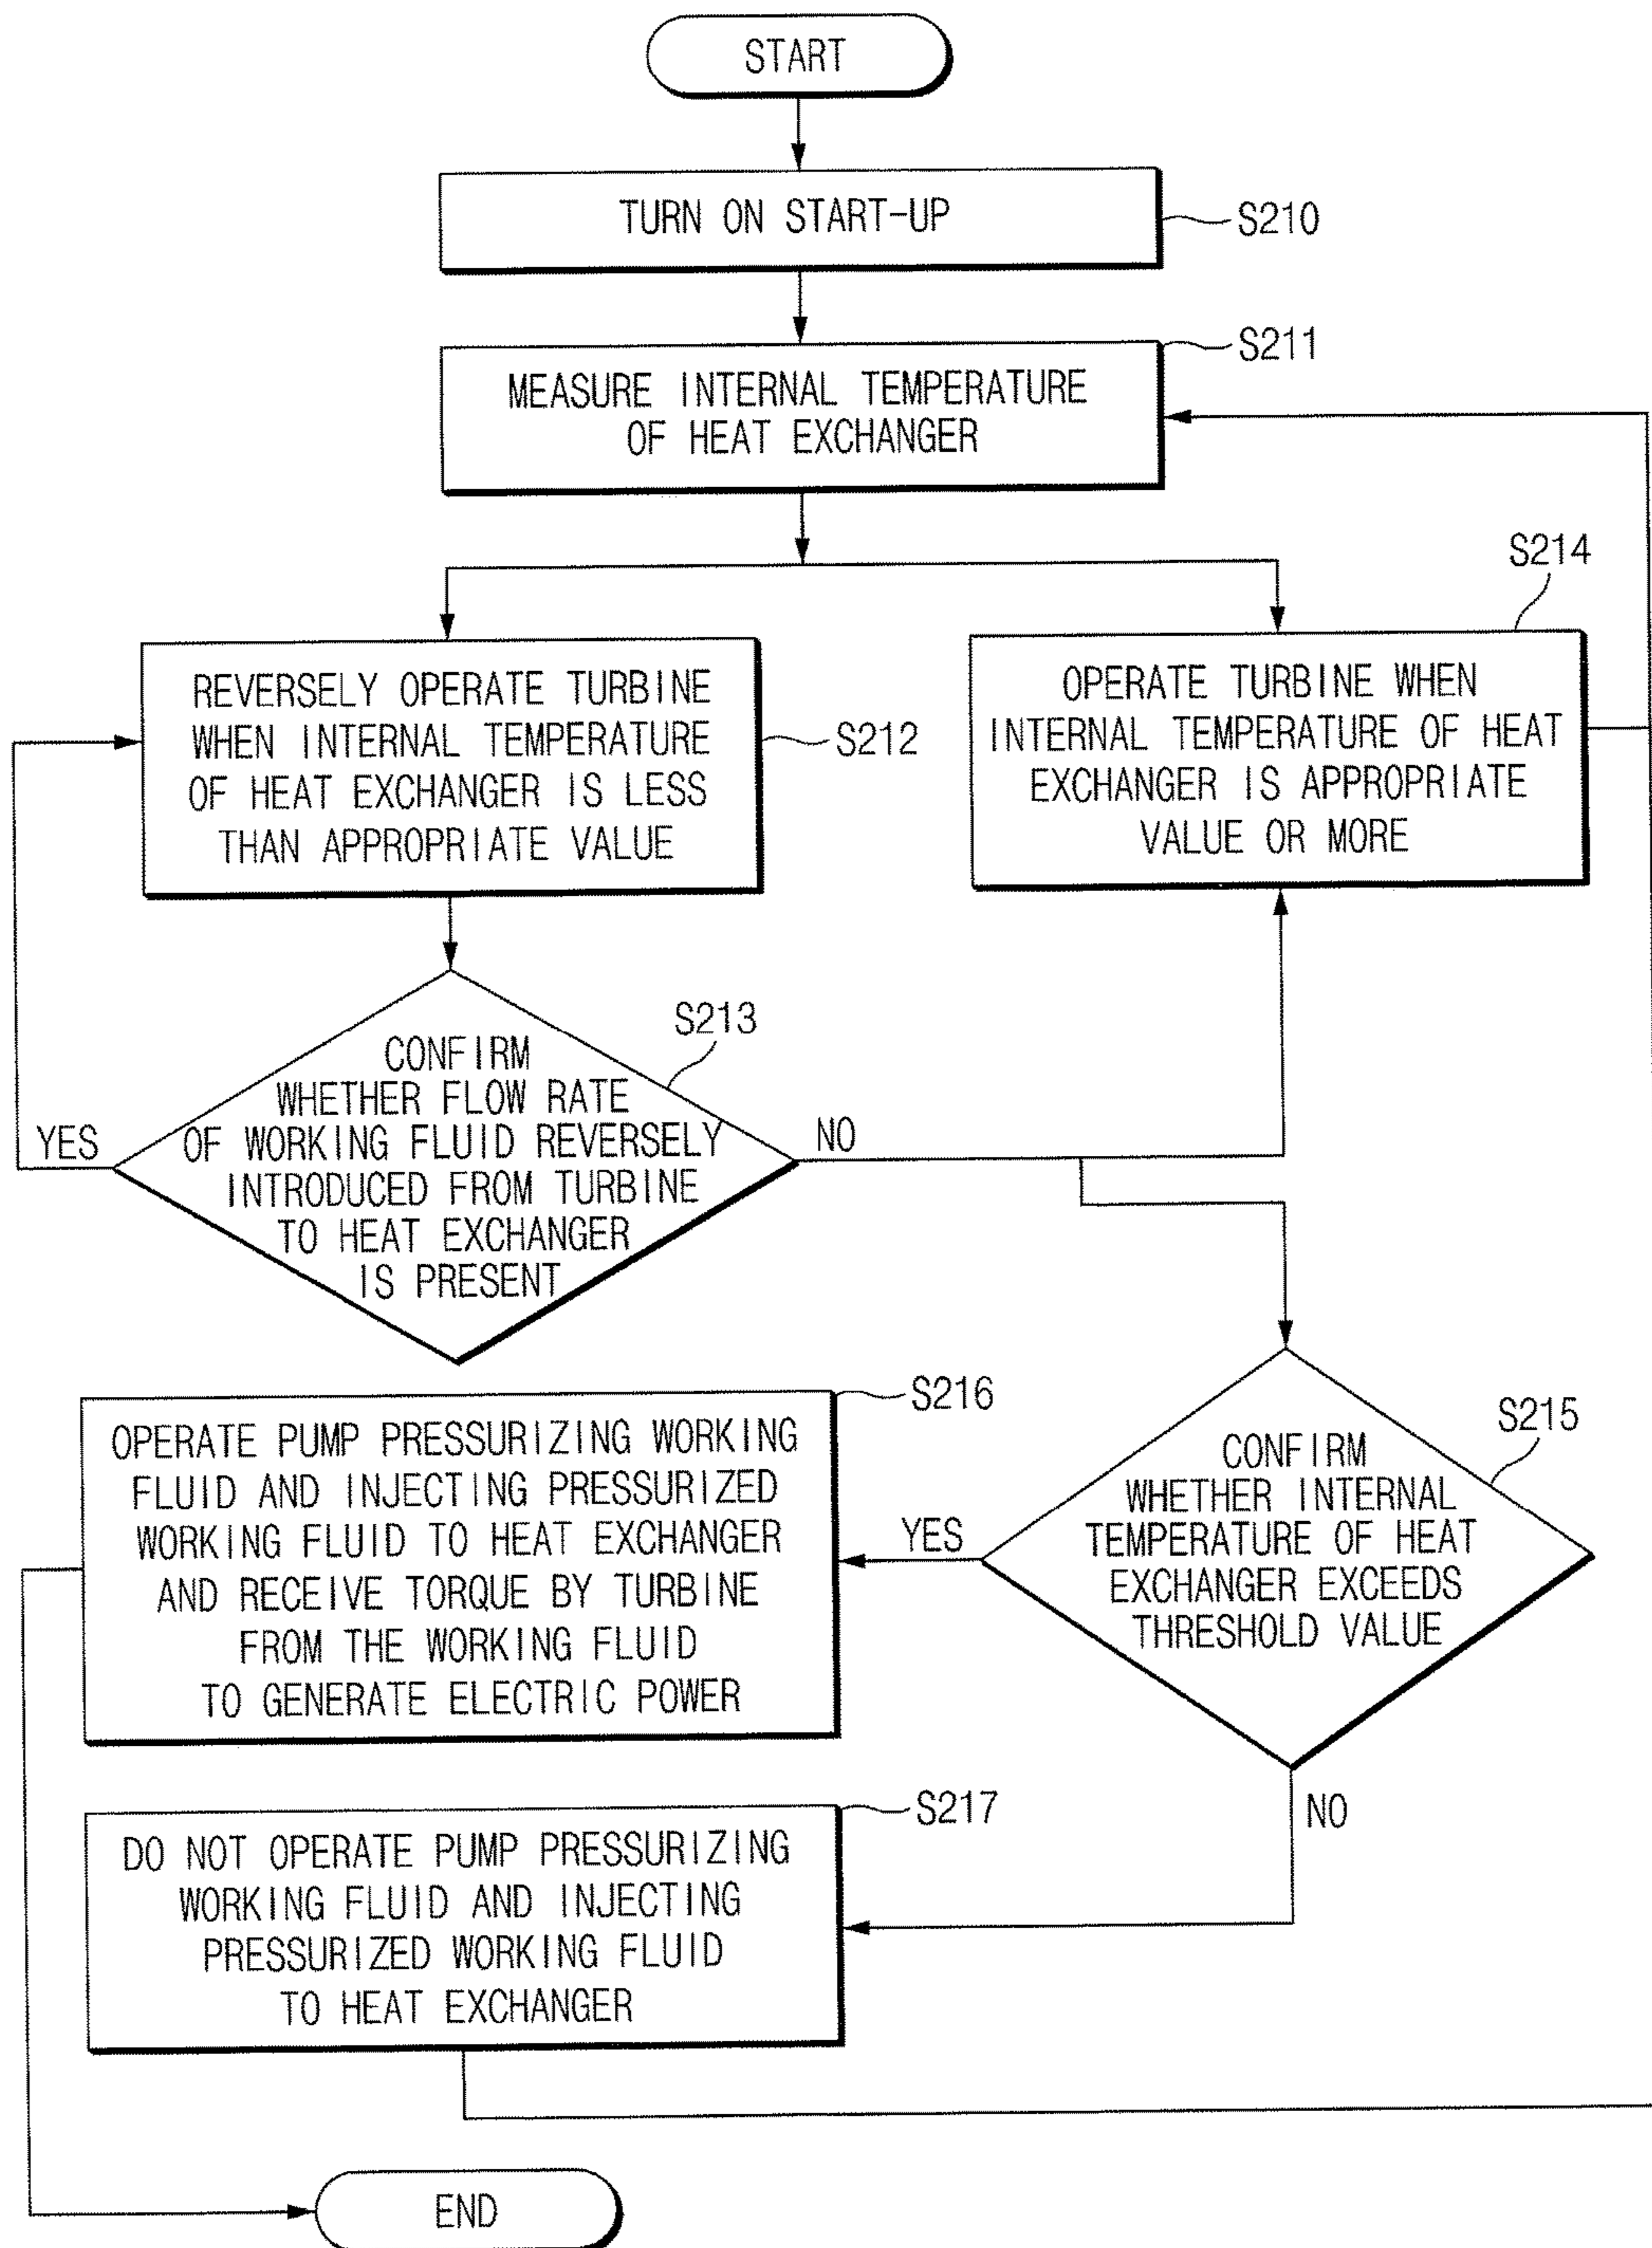 START
TURN ON START-UP
S210
S211
MEASURE INTERNAL TEMPERATURE
OF HEAT EXCHANGER
S214
REVERSELY OPERATE TURBINE
WHEN INTERNAL TEMPERATURE
OF HEAT EXCHANGER IS LESS
THAN APPROPRIATE VALUE
S212
OPERATE TURBINE WHEN
INTERNAL TEMPERATURE OF HEAT
EXCHANGER IS APPROPRIATE
VALUE OR MORE
S213
CONFIRM
WHETHER FLOW RATE
OF WORKING FLUID REVERSELY
INTRODUCED FROM TURBINE
TO HEAT EXCHANGER
IS PRESENT
YES
NO
S216
OPERATE PUMP PRESSURIZING WORKING
FLUID AND INJECTING PRESSURIZED
WORKING FLUID TO HEAT EXCHANGER
AND RECEIVE TORQUE BY TURBINE
FROM THE WORKING FLUID
TO GENERATE ELECTRIC POWER
S215
CONFIRM
WHETHER INTERNAL
TEMPERATURE OF HEAT
EXCHANGER EXCEEDS
THRESHOLD VALUE
YES
NO
S217
DO NOT OPERATE PUMP PRESSURIZING
WORKING FLUID AND INJECTING
PRESSURIZED WORKING FLUID
TO HEAT EXCHANGER
END